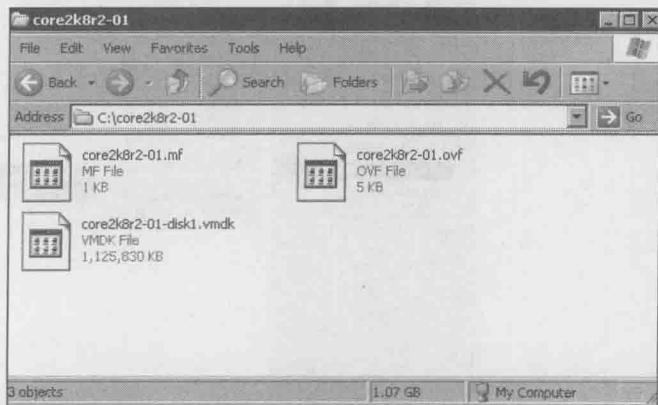 core2k8r2-01
File Edit View Favorites Tools Help
Back Search Folders
Address C:\core2k8r2-01 Go
core2k8r2-01.mf
MF File
1 KB
core2k8r2-01.ovf
OVF File
5 KB
core2k8r2-01-disk1.vmdk
VMDK File
1,125,830 KB
3 objects 1.07 GB My Computer